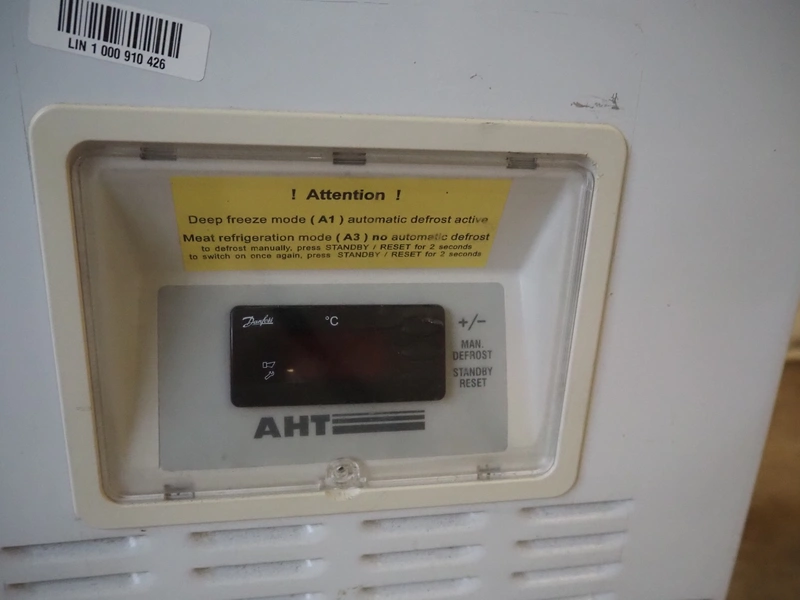 LIN 1 000 910 426
! Attention !
Deep freeze mode ( A1 ) automatic defrost active
Meat refrigeration mode ( A3 ) no automatic defrost
to defrost manually, press STANDBY / RESET for 2 seconds
to switch on once again, press STANDBY / RESET for 2 seconds
Danfoss
°C
+/−
MAN.
DEFROST
STANDBY
RESET
AHT